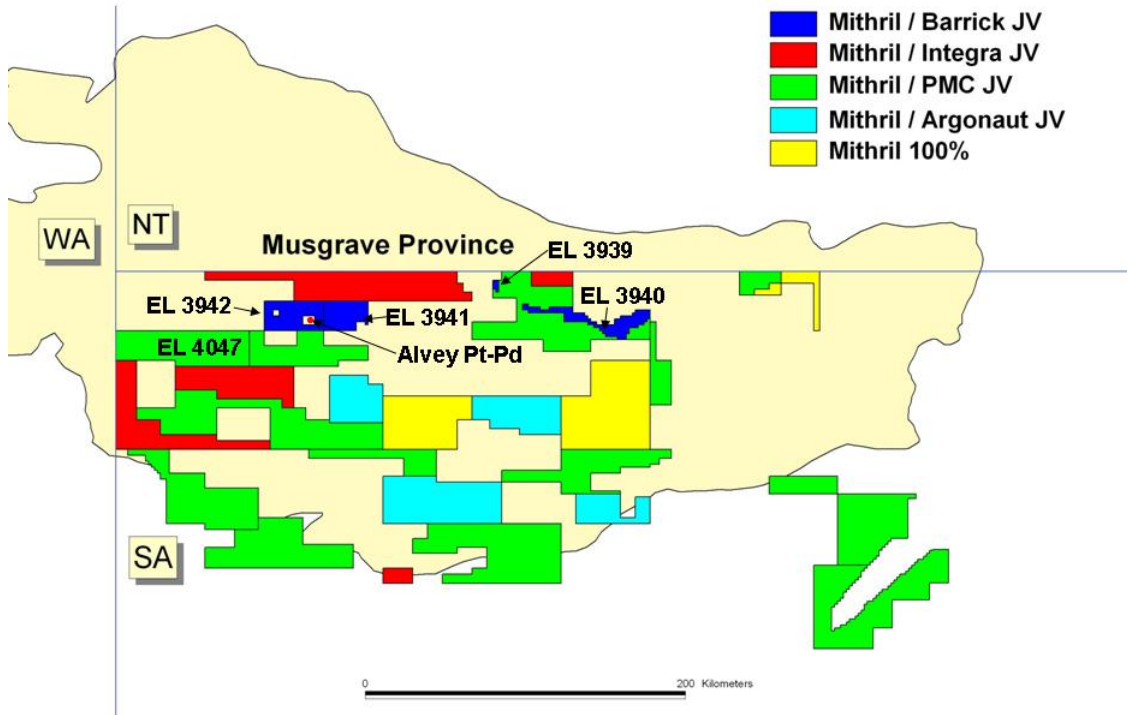 Mithril / Barrick JV
Mithril / Integra JV
Mithril / PMC JV
Mithril / Argonaut JV
Mithril 100%
NT
WA
Musgrave Province
EL 3939
EL 3942
EL 3940
EL 3941
EL 4047
Alvey Pt-Pd
SA
0
200 Kilometers